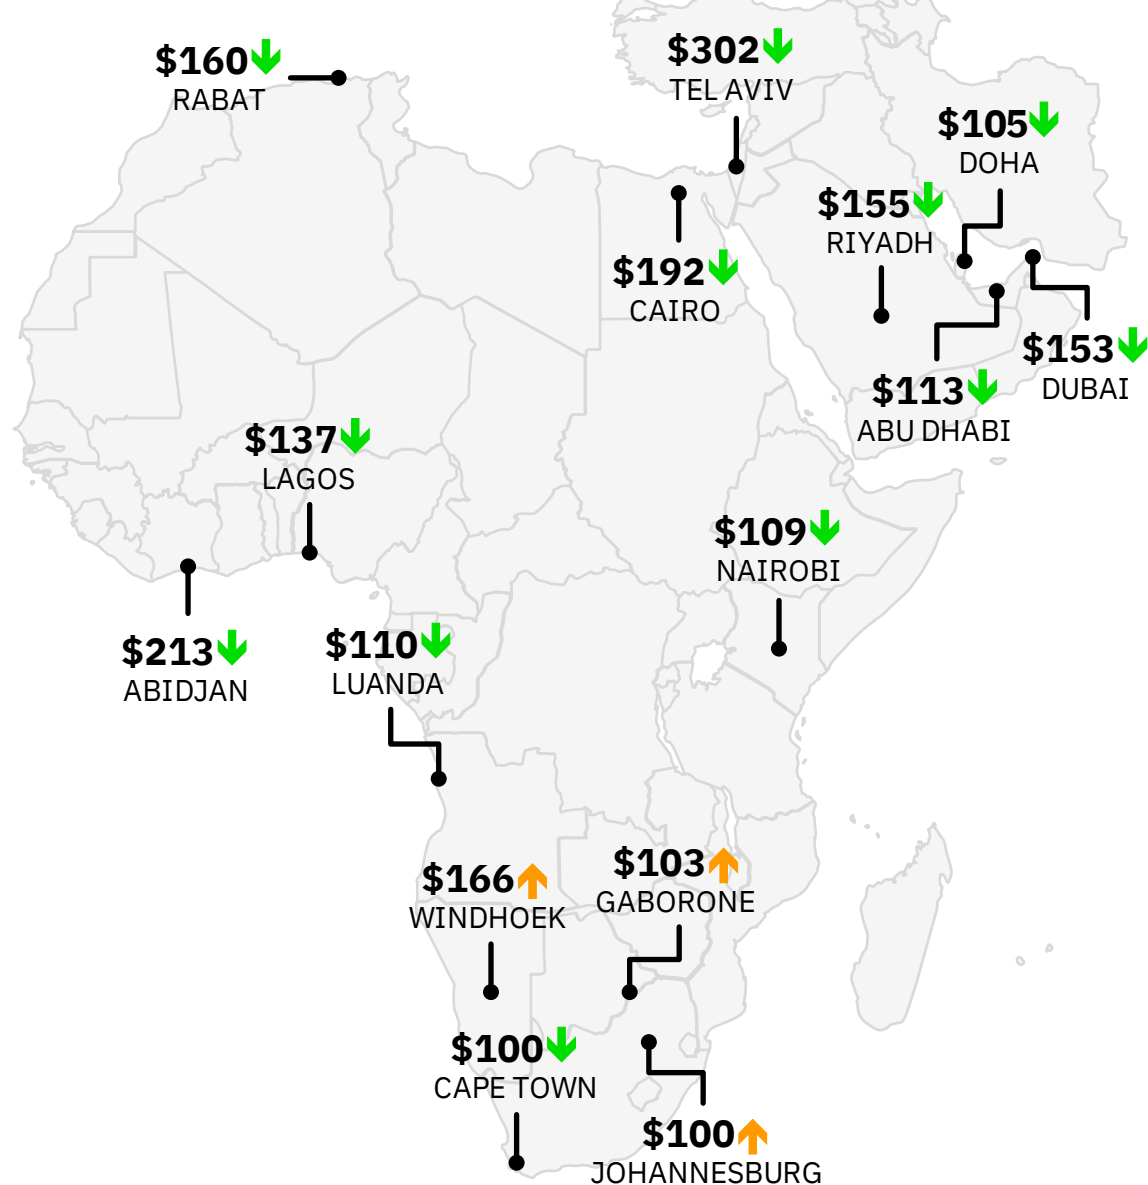 $160
RABAT
$302
TEL AVIV
$105
DOHA
$155
RIYADH
$192
CAIRO
$153
DUBAI
$113
ABU DHABI
$137
LAGOS
$109
NAIROBI
$213
ABIDJAN
$110
LUANDA
$166
WINDHOEK
$103
GABORONE
$100
CAPE TOWN
$100
JOHANNESBURG